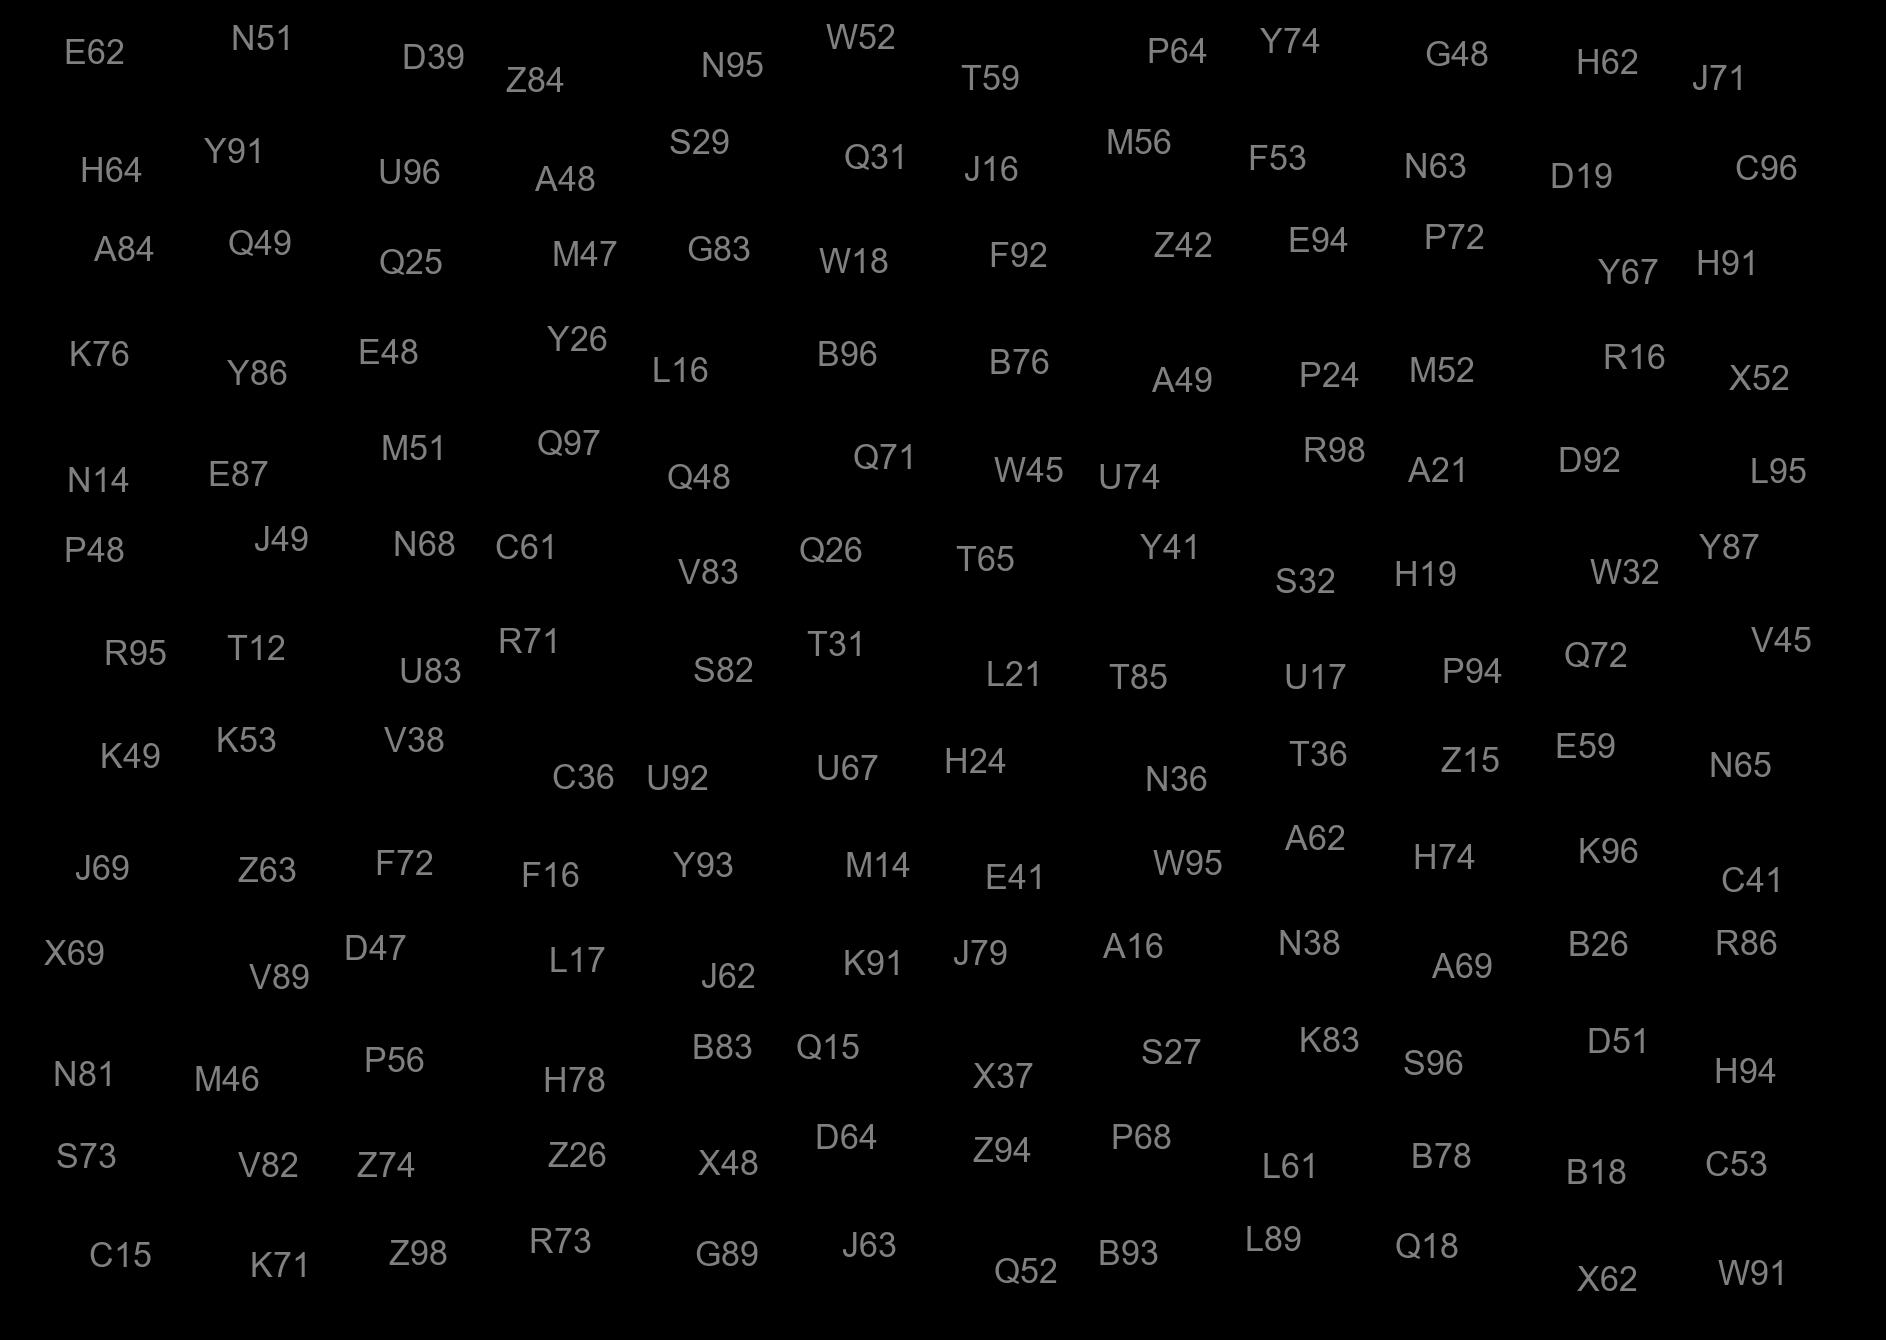 E62 N51 D39 Z84 N95 W52 T59 P64 Y74 G48 H62 J71
H64 Y91 U96 A48 S29 Q31 J16 M56 F53 N63 D19 C96
A84 Q49 Q25 M47 G83 W18 F92 Z42 E94 P72 Y67 H91
K76 Y86 E48 Y26 L16 B96 B76 A49 P24 M52 R16 X52
N14 E87 M51 Q97 Q48 Q71 W45 U74 R98 A21 D92 L95
P48 J49 N68 C61 V83 Q26 T65 Y41 S32 H19 W32 Y87
R95 T12 U83 R71 S82 T31 L21 T85 U17 P94 Q72 V45
K49 K53 V38 C36 U92 U67 H24 N36 T36 Z15 E59 N65
J69 Z63 F72 F16 Y93 M14 E41 W95 A62 H74 K96 C41
X69 V89 D47 L17 J62 K91 J79 A16 N38 A69 B26 R86
N81 M46 P56 H78 B83 Q15 X37 S27 K83 S96 D51 H94
S73 V82 Z74 Z26 X48 D64 Z94 P68 L61 B78 B18 C53
C15 K71 Z98 R73 G89 J63 Q52 B93 L89 Q18 X62 W91